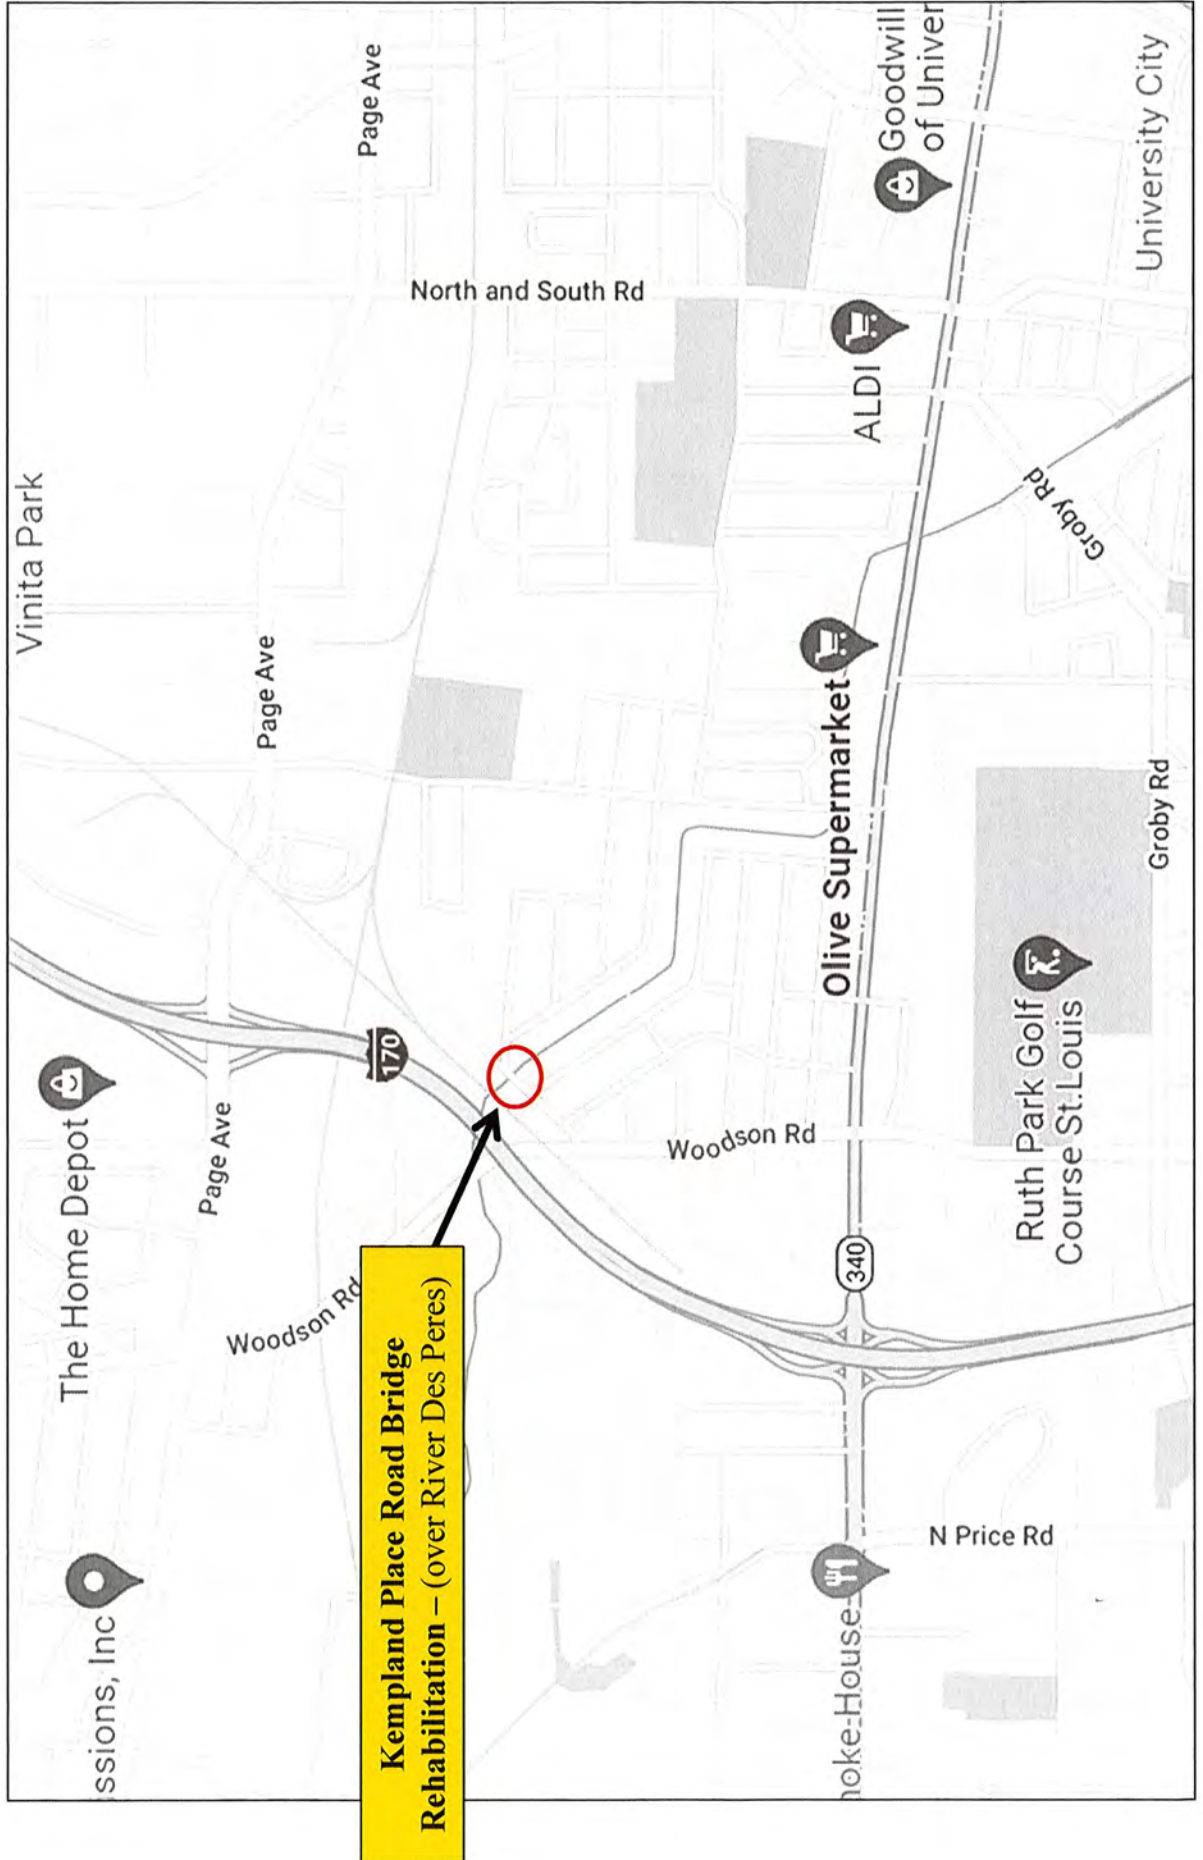 Vinita Park
The Home Depot
ssions, Inc
Page Ave
Page Ave
Page Ave
Woodson Rd
170
Kempland Place Road Bridge
Rehabilitation – (over River Des Peres)
North and South Rd
Woodson Rd
Olive Supermarket
ALDI
Goodwill
of Univer
340
noke House
N Price Rd
Ruth Park Golf
Course St.Louis
Groby Rd
Groby Rd
University City